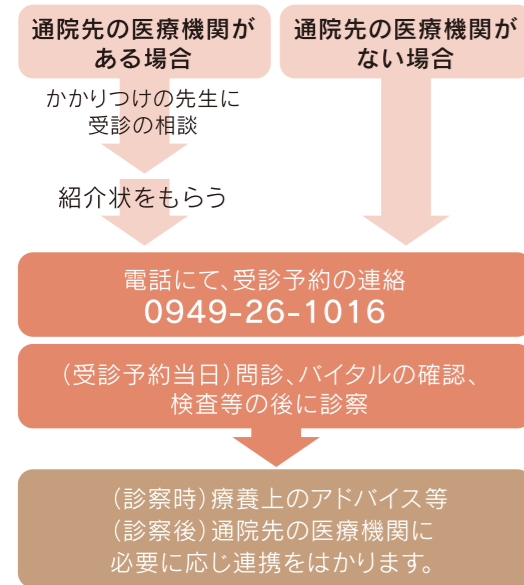 通院先の医療機関が
ある場合
かかりつけの先生に
受診の相談
紹介状をもらう
通院先の医療機関が
ない場合
電話にて、受診予約の連絡
0949-26-1016
（受診予約当日）問診、バイタルの確認、
検査等の後に診察
（診察時）療養上のアドバイス等
（診察後）通院先の医療機関に
必要に応じ連携をはかります。